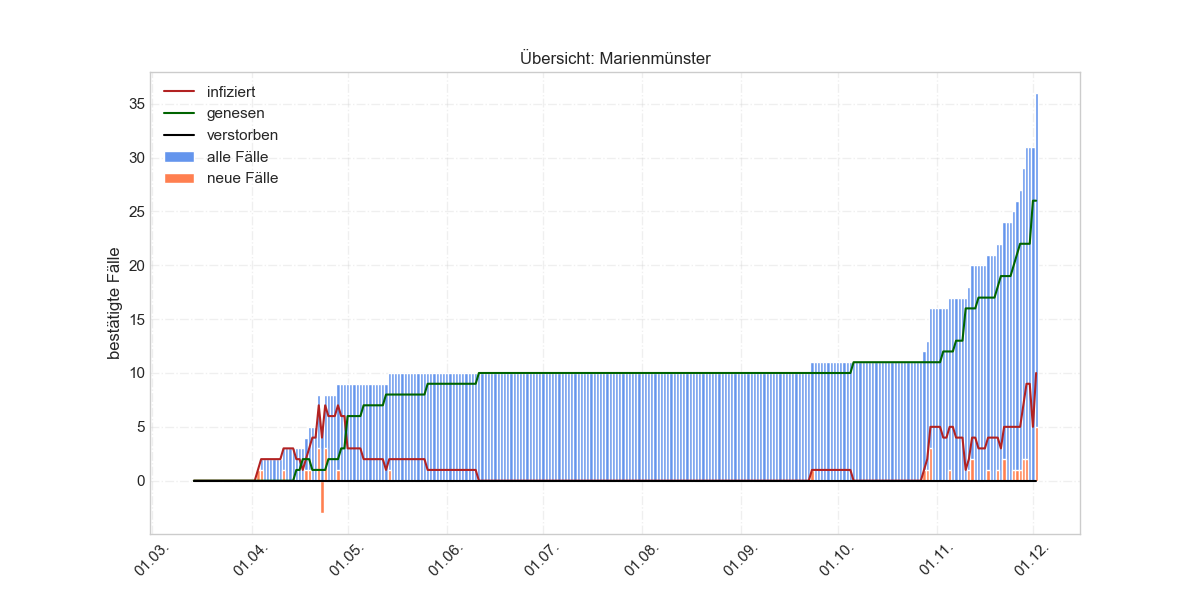 Übersicht: Marienmünster
infiziert
genesen
verstorben
alle Fälle
neue Fälle
bestätigte Fälle
35
30
25
20
15
10
5
0
01.03.
01.04.
01.05.
01.06.
01.07.
01.08.
01.09.
01.10.
01.11.
01.12.